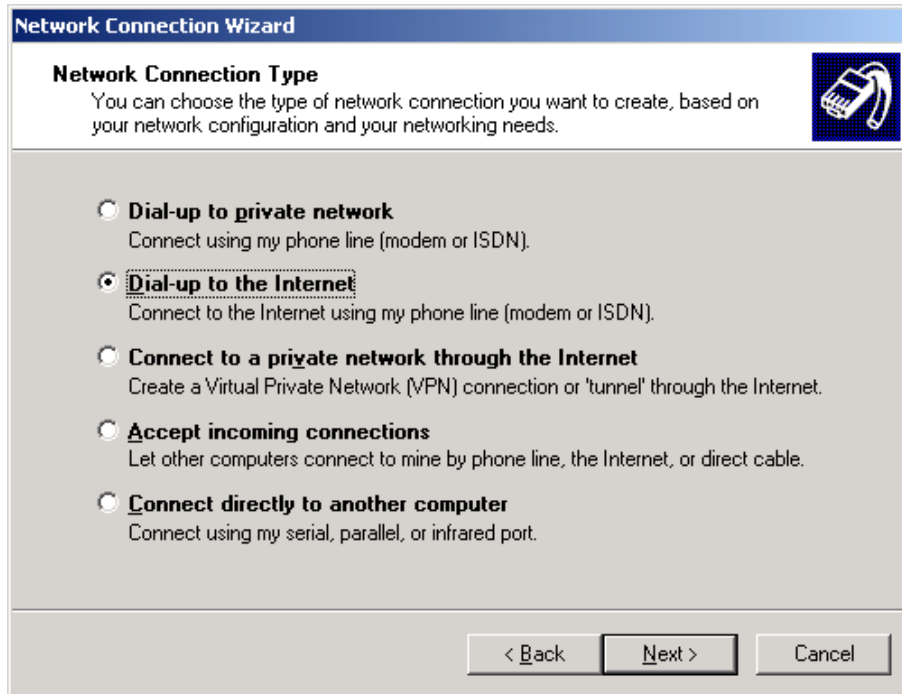 Network Connection Wizard
Network Connection Type
You can choose the type of network connection you want to create, based on
your network configuration and your networking needs.
Dial-up to private network
Connect using my phone line (modem or ISDN).
Dial-up to the Internet
Connect to the Internet using my phone line (modem or ISDN).
Connect to a private network through the Internet
Create a Virtual Private Network (VPN) connection or 'tunnel' through the Internet.
Accept incoming connections
Let other computers connect to mine by phone line, the Internet, or direct cable.
Connect directly to another computer
Connect using my serial, parallel, or infrared port.
< Back Next > Cancel